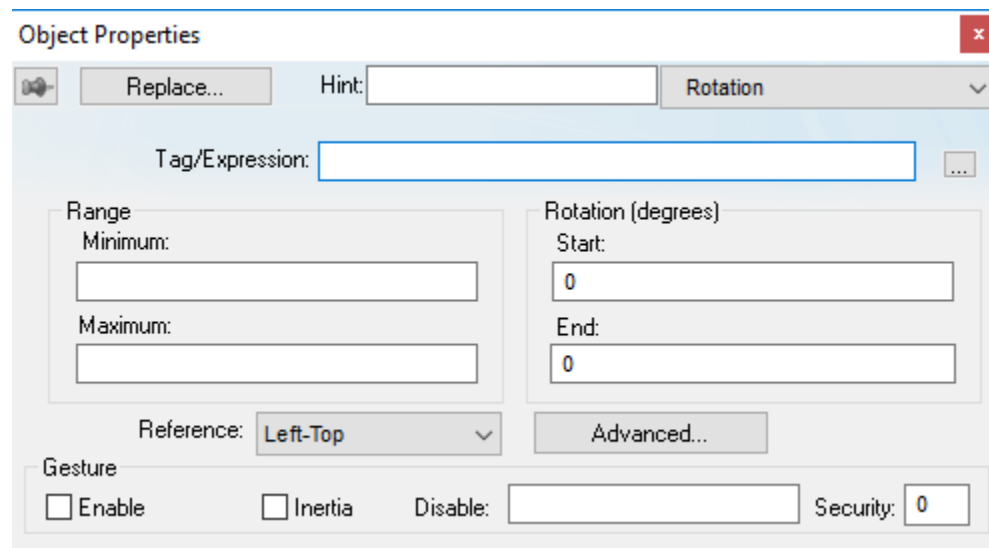 Object Properties
x
Replace... Hint: Rotation
Tag/Expression: ...
Range Rotation (degrees)
Minimum: Start:
0
Maximum: End:
0
Reference: Left-Top Advanced...
Gesture
Enable Inertia Disable: Security: 0